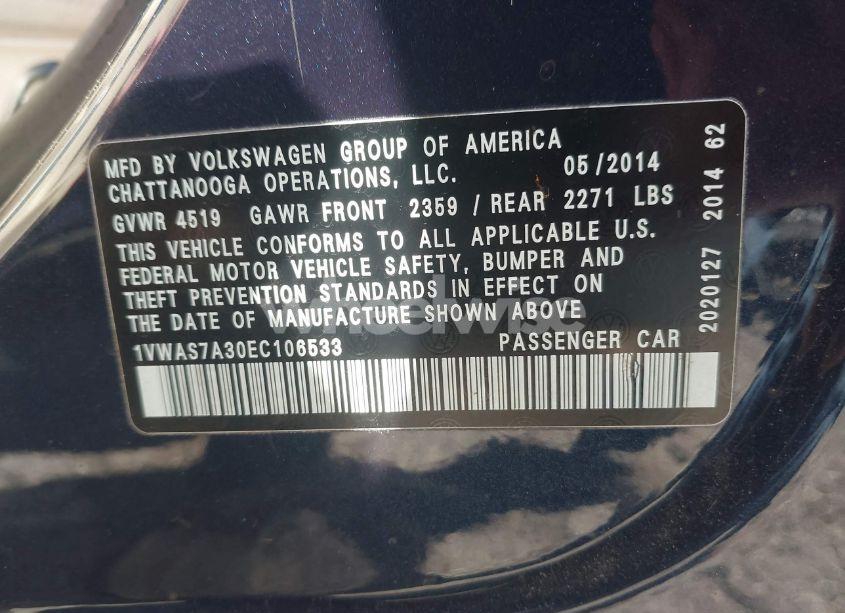 MFD BY VOLKSWAGEN GROUP OF AMERICA
CHATTANOOGA OPERATIONS, LLC. 05/2014
GVWR 4519 GAWR FRONT 2359 / REAR 2271 LBS
THIS VEHICLE CONFORMS TO ALL APPLICABLE U.S.
FEDERAL MOTOR VEHICLE SAFETY, BUMPER AND
THEFT PREVENTION STANDARDS IN EFFECT ON
THE DATE OF MANUFACTURE SHOWN ABOVE
1VWAS7A30EC106533 PASSENGER CAR
2020127 2014 62
wheelwise